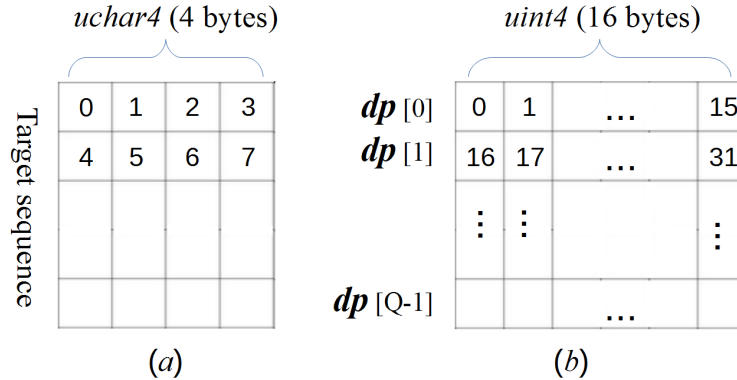 uchar4 (4 bytes)
Target sequence
0 1 2 3
4 5 6 7
(a)
uint4 (16 bytes)
dp [0] 0 1 ... 15
dp [1] 16 17 ... 31
⋮ ⋮ ⋮
dp [Q-1] ...
(b)